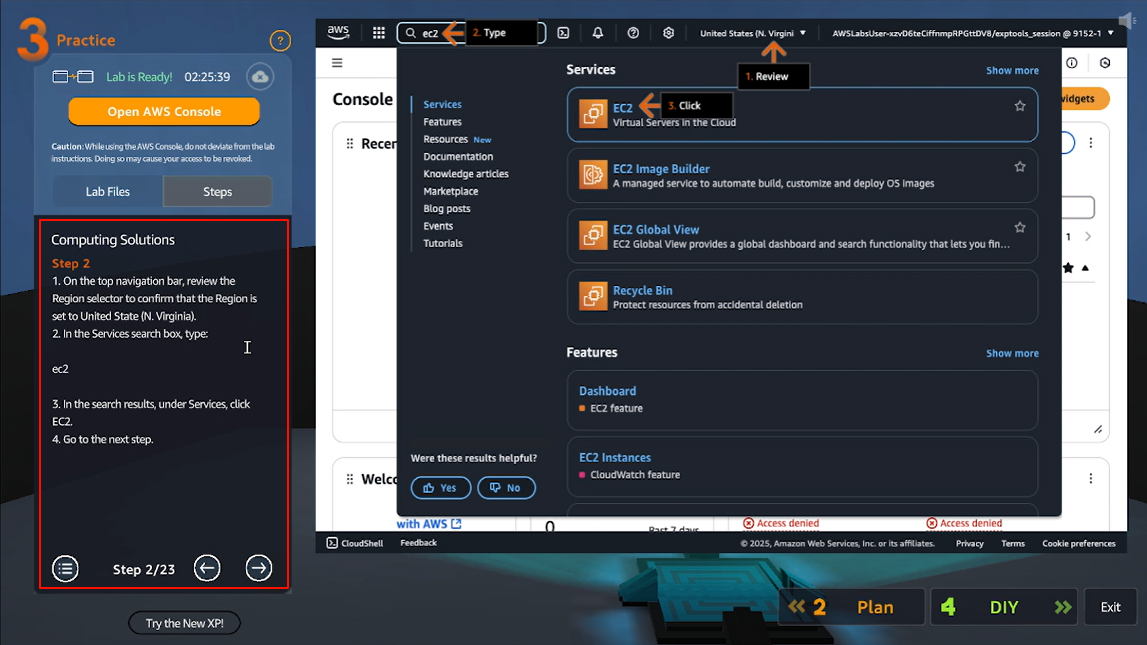 3 Practice
?
Lab is Ready! 02:25:39
Open AWS Console
Caution: While using the AWS Console, do not deviate from the lab
instructions. Doing so may cause your access to be revoked.
Lab Files
Steps
Computing Solutions
Step 2
1. On the top navigation bar, review the
Region selector to confirm that the Region is
set to United State (N. Virginia).
2. In the Services search box, type:
ec2
3. In the search results, under Services, click
EC2.
4. Go to the next step.
Step 2/23
Try the New XP!
aws
ec2
2. Type
United States (N. Virgini
AWSLabsUser-xzvD6teCiffnmpRPGttDV8/exptools_session @ 9152-1
1. Review
Console
Recen
Welco
with AWS
Services
Features
Resources New
Documentation
Knowledge articles
Marketplace
Blog posts
Events
Tutorials
Were these results helpful?
Yes
No
Services
Show more
EC2
3. Click
Virtual Servers in the Cloud
EC2 Image Builder
A managed service to automate build, customize and deploy OS images
EC2 Global View
EC2 Global View provides a global dashboard and search functionality that lets you fin...
Recycle Bin
Protect resources from accidental deletion
Features
Show more
Dashboard
EC2 feature
EC2 Instances
CloudWatch feature
widgets
1
0
Past 7 days
Access denied
Access denied
CloudShell
Feedback
© 2025, Amazon Web Services, Inc. or its affiliates.
Privacy
Terms
Cookie preferences
2 Plan
4 DIY
Exit